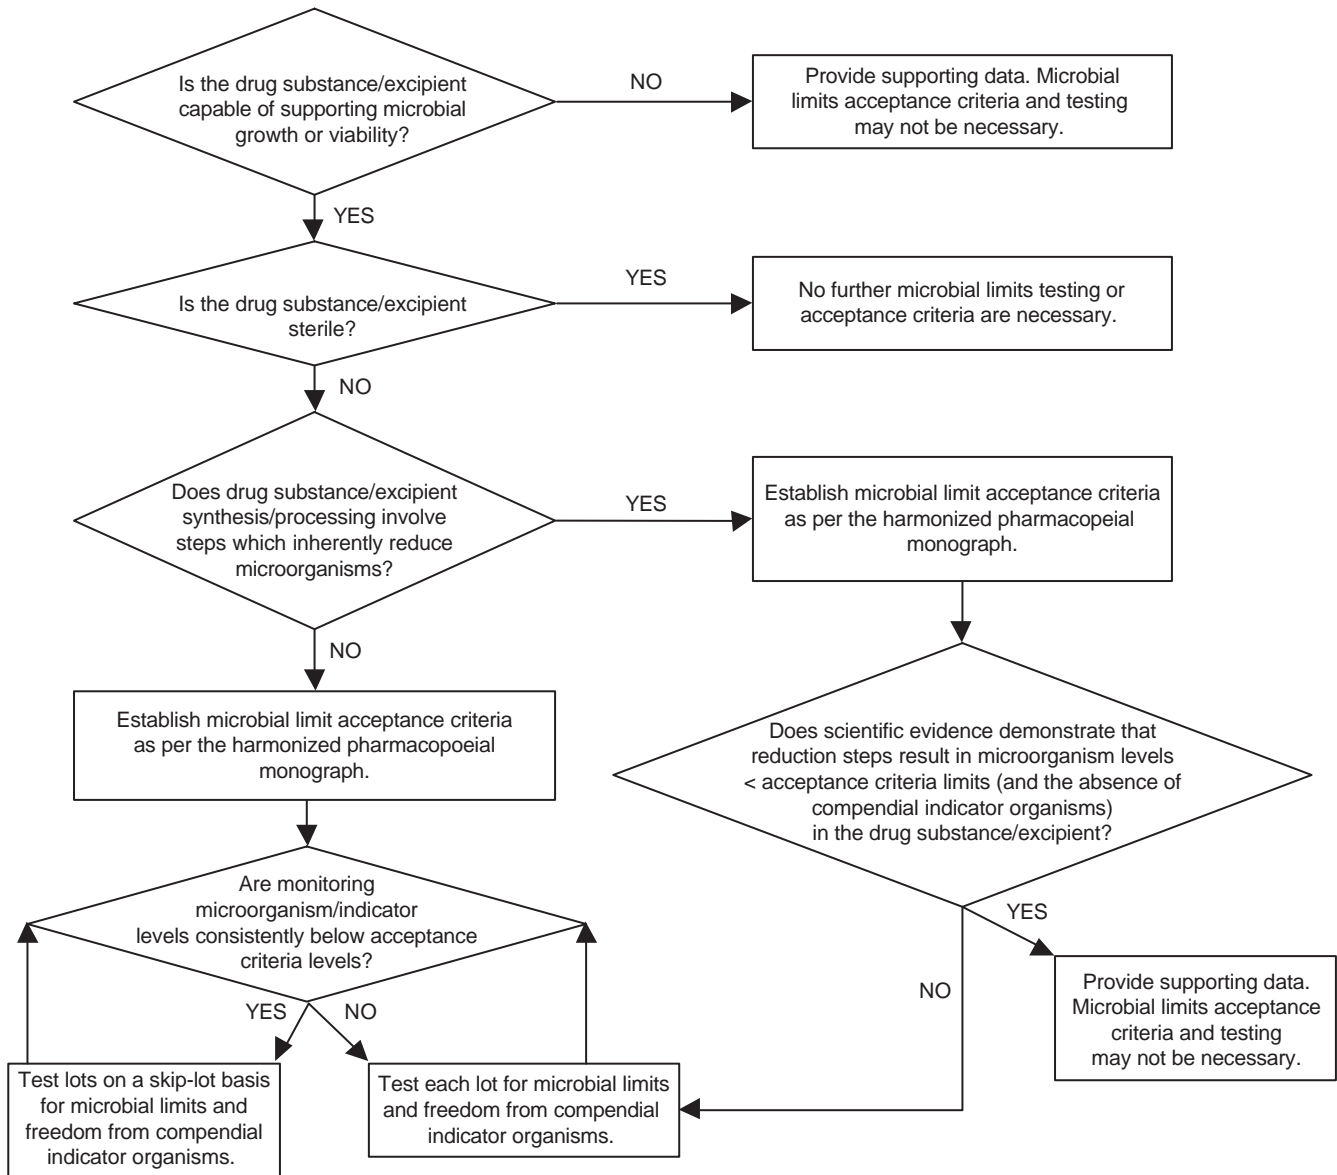 Is the drug substance/excipient
capable of supporting microbial
growth or viability?
NO
Provide supporting data. Microbial
limits acceptance criteria and testing
may not be necessary.
YES
Is the drug substance/excipient
sterile?
YES
No further microbial limits testing or
acceptance criteria are necessary.
NO
Does drug substance/excipient
synthesis/processing involve
steps which inherently reduce
microorganisms?
YES
Establish microbial limit acceptance criteria
as per the harmonized pharmacopeial
monograph.
NO
Establish microbial limit acceptance criteria
as per the harmonized pharmacopoeial
monograph.
Does scientific evidence demonstrate that
reduction steps result in microorganism levels
< acceptance criteria limits (and the absence of
compendial indicator organisms)
in the drug substance/excipient?
Are monitoring
microorganism/indicator
levels consistently below acceptance
criteria levels?
YES
NO
NO
YES
Provide supporting data.
Microbial limits acceptance
criteria and testing
may not be necessary.
Test lots on a skip-lot basis
for microbial limits and
freedom from compendial
indicator organisms.
Test each lot for microbial limits
and freedom from compendial
indicator organisms.